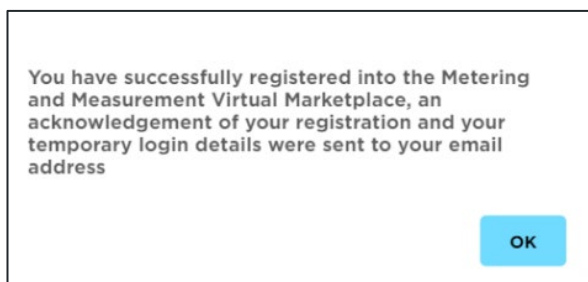 You have successfully registered into the Metering
and Measurement Virtual Marketplace, an
acknowledgement of your registration and your
temporary login details were sent to your email
address
OK